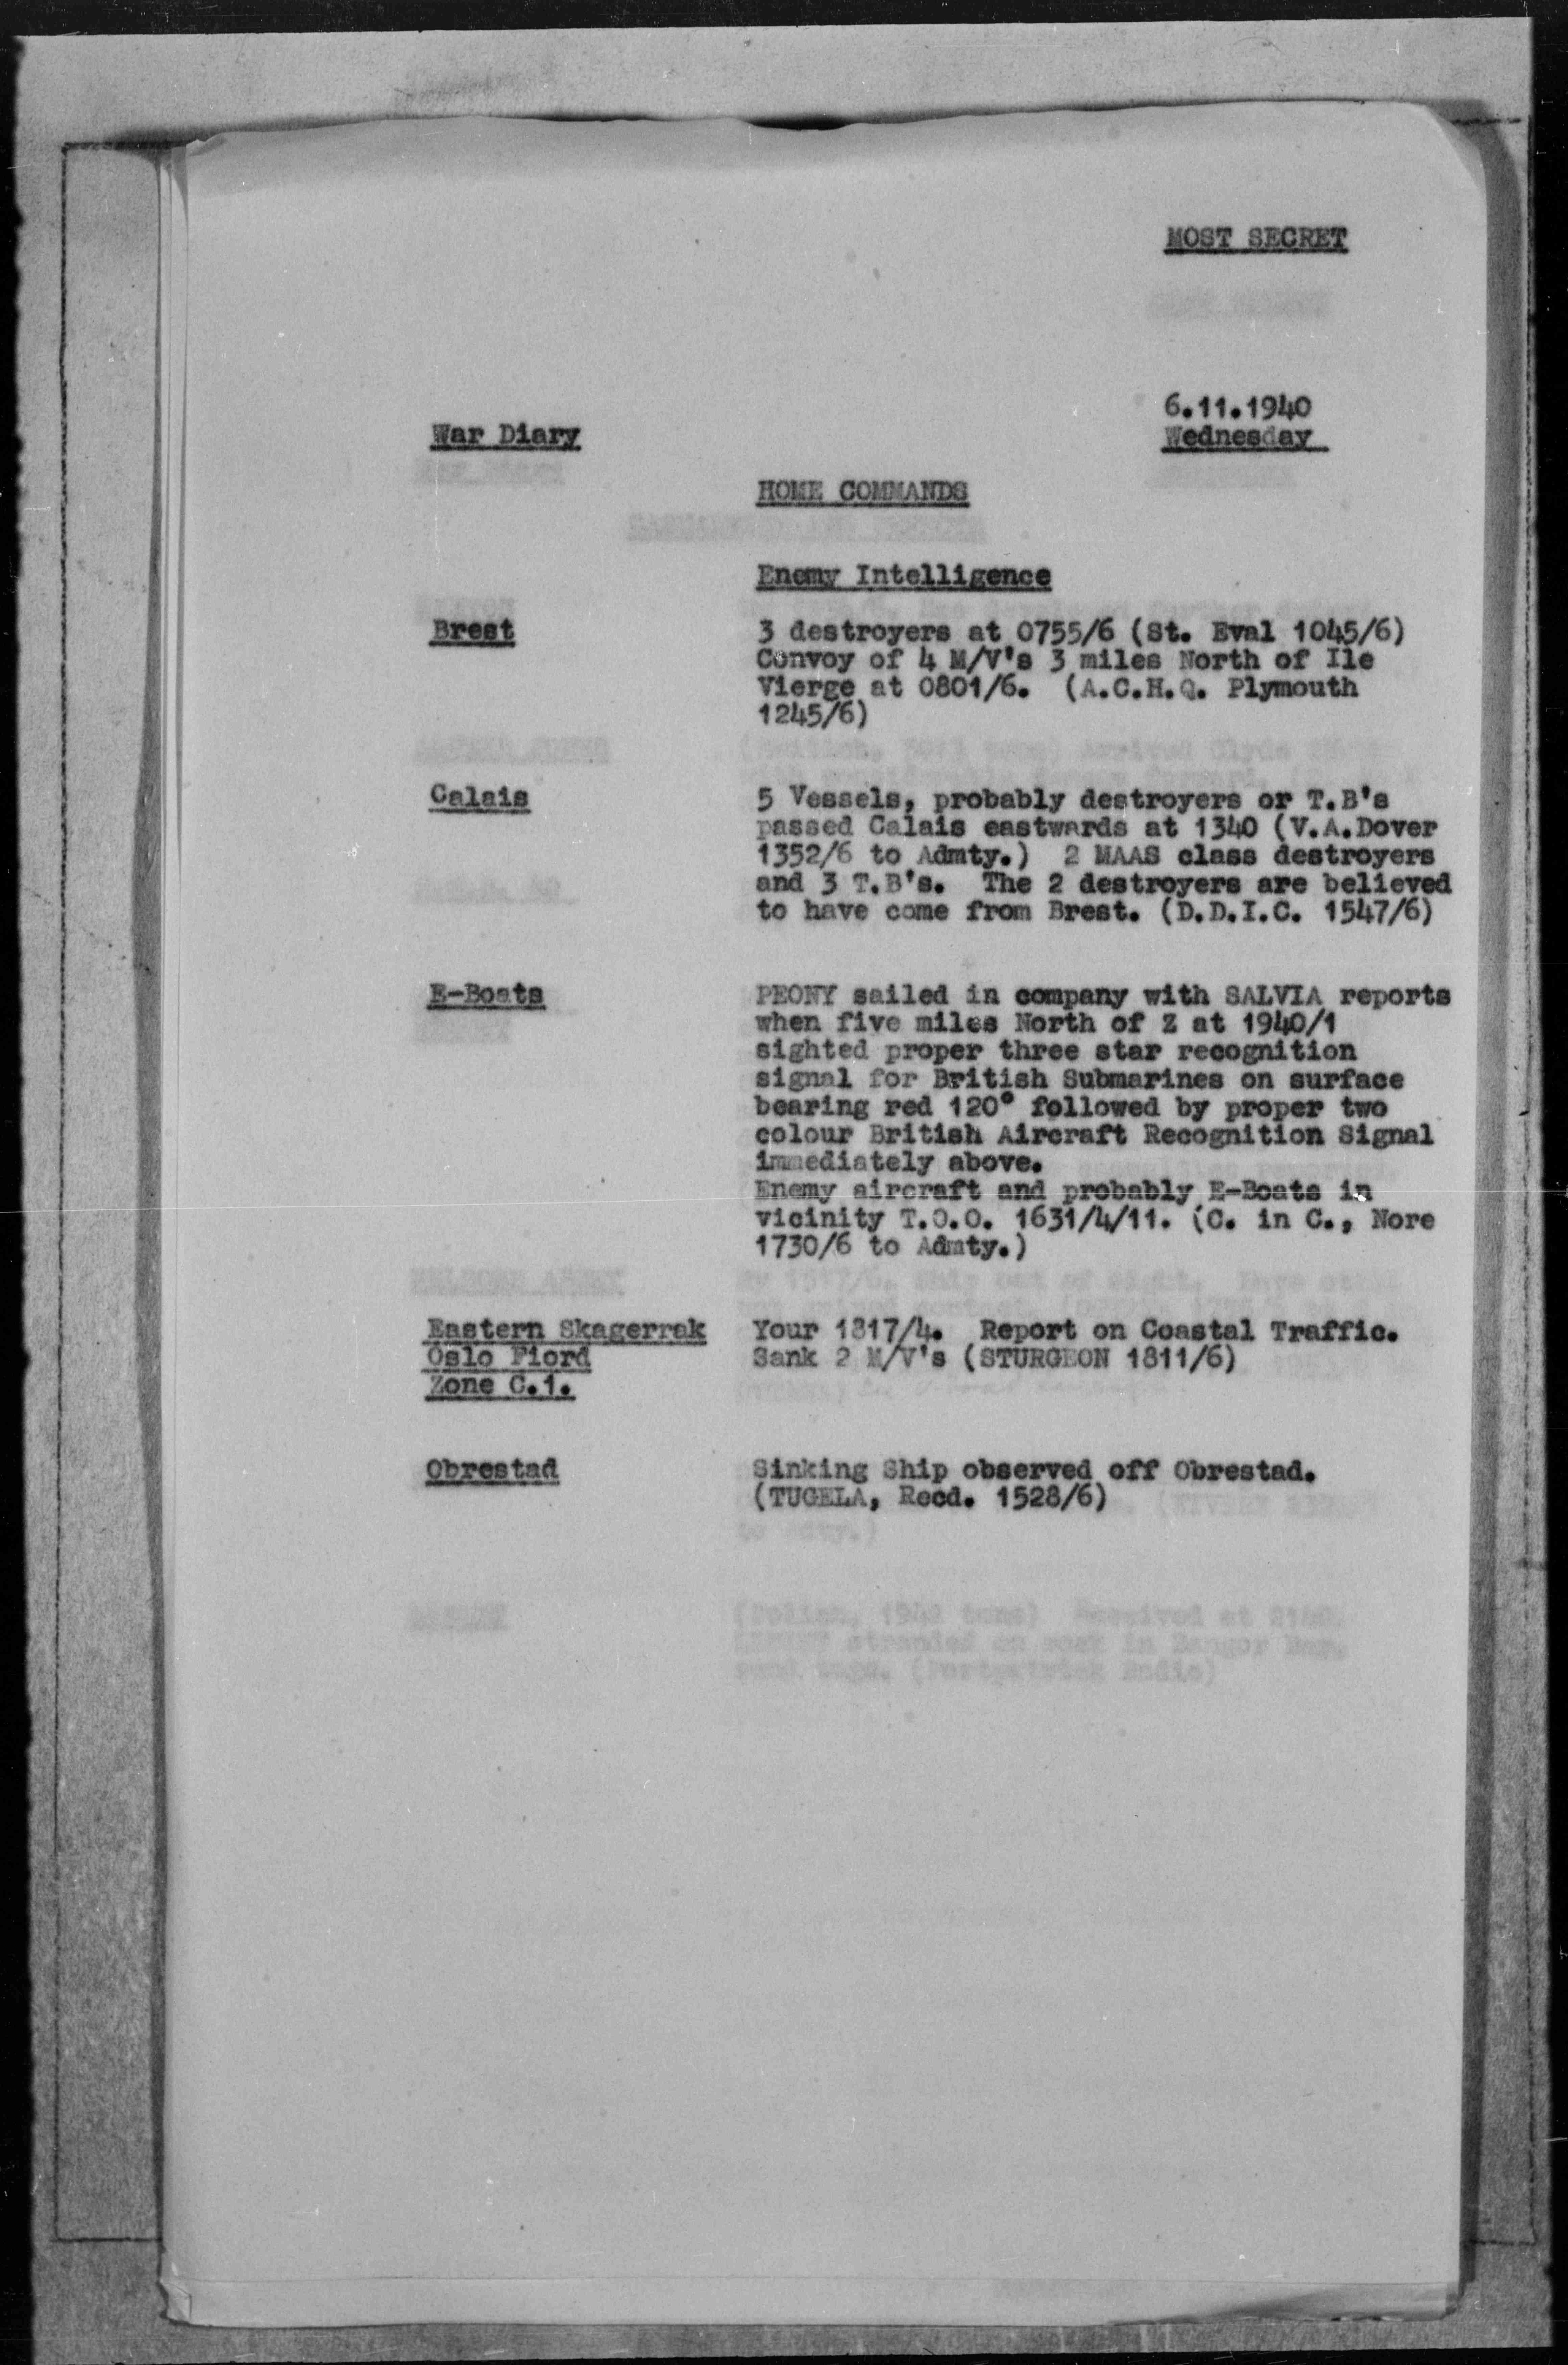 MOST SECRET
6.11.1940
War Diary
Wednesday
HOME COMMANDS
Enemy Intelligence
Brest
3 destroyers at 0755/6 (St. Eval 1045/6)
Convoy of 4 M/V's 3 miles North of Ile
Vierge at 0801/6. (A.C.H.Q. Plymouth
1245/6)
Calais
5 Vessels, probably destroyers or T.B's
passed Calais eastwards at 1340 (V.A.Dover
1352/6 to Admty.) 2 MAAS class destroyers
and 3 T.B's. The 2 destroyers are believed
to have come from Brest. (D.D.I.C. 1547/6)
E-Boats
PEONY sailed in company with SALVIA reports
when five miles North of Z at 1940/1
sighted proper three star recognition
signal for British Submarines on surface
bearing red 120° followed by proper two
colour British Aircraft Recognition Signal
immediately above.
Enemy aircraft and probably E-Boats in
vicinity T.O.O. 1631/4/11. (C. in C., Nore
1730/6 to Admty.)
Eastern Skagerrak
Oslo Fiord
Zone C.1.
Your 1817/4. Report on Coastal Traffic.
Sank 2 M/V's (STURGEON 1811/6)
Obrestad
Sinking Ship observed off Obrestad.
(TUGELA, Recd. 1528/6)